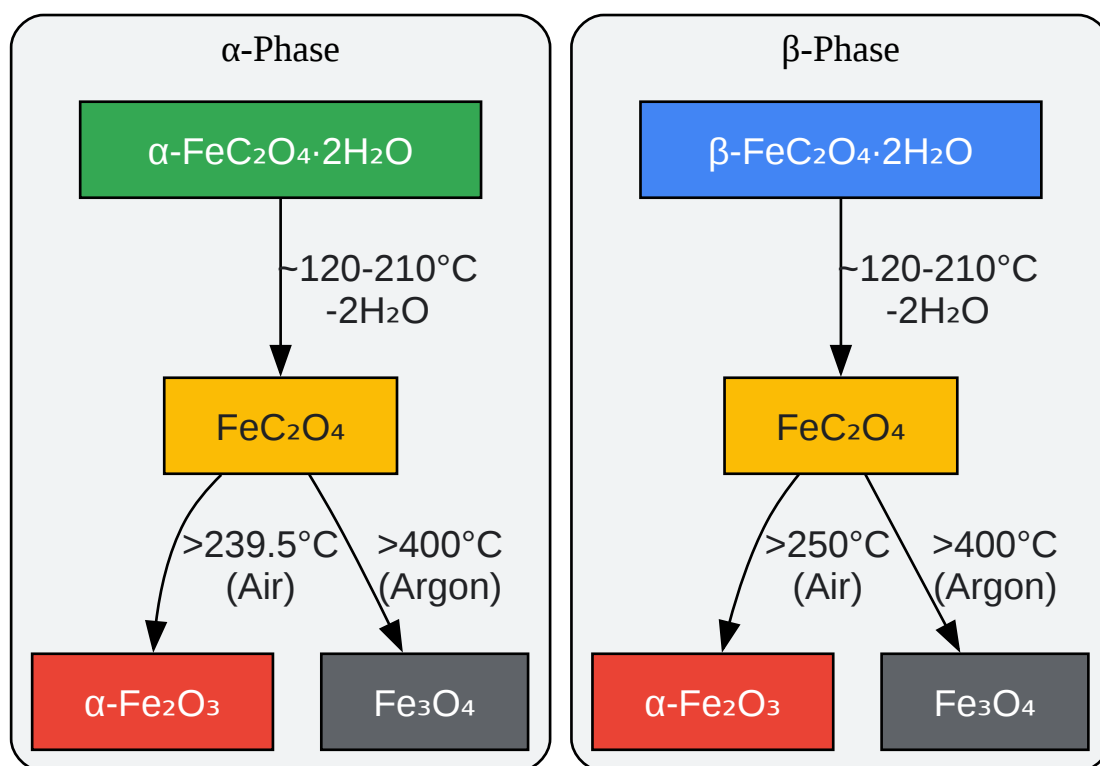 α-Phase
α-FeC₂O₄·2H₂O
~120-210°C
-2H₂O
FeC₂O₄
>239.5°C
(Air)
>400°C
(Argon)
α-Fe₂O₃
Fe₃O₄
β-Phase
β-FeC₂O₄·2H₂O
~120-210°C
-2H₂O
FeC₂O₄
>250°C
(Air)
>400°C
(Argon)
α-Fe₂O₃
Fe₃O₄